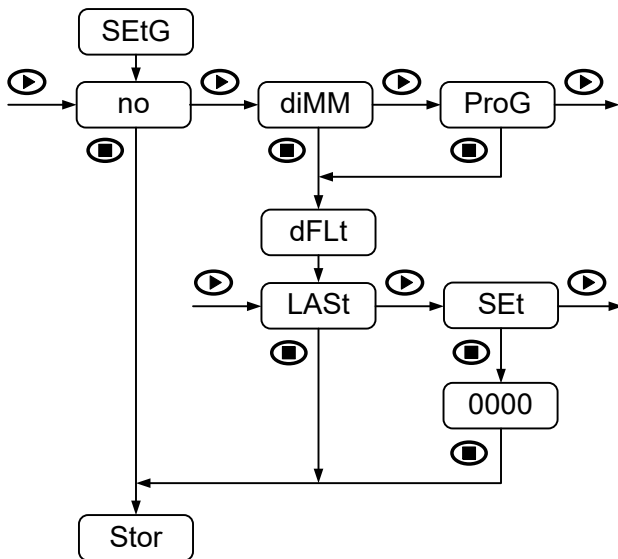 SEtG
no
diMM
ProG
dFLt
LASt
SEt
0000
Stor